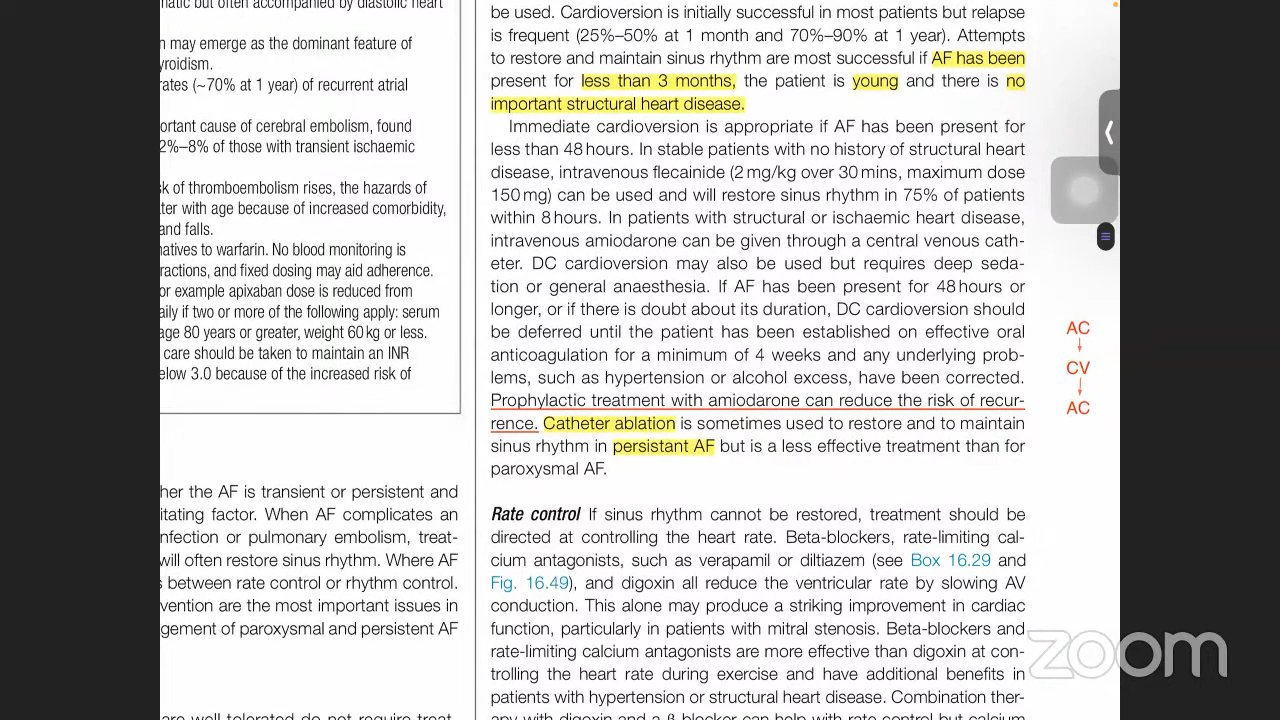 matic but often accompanied by diastolic heart
n may emerge as the dominant feature of
yroidism.
rates (~70% at 1 year) of recurrent atrial
ortant cause of cerebral embolism, found
2%–8% of those with transient ischaemic
sk of thromboembolism rises, the hazards of
ter with age because of increased comorbidity,
and falls.
natives to warfarin. No blood monitoring is
ractions, and fixed dosing may aid adherence.
or example apixaban dose is reduced from
aily if two or more of the following apply: serum
age 80 years or greater, weight 60 kg or less.
care should be taken to maintain an INR
elow 3.0 because of the increased risk of
her the AF is transient or persistent and
itating factor. When AF complicates an
nfection or pulmonary embolism, treat-
will often restore sinus rhythm. Where AF
s between rate control or rhythm control.
vention are the most important issues in
gement of paroxysmal and persistent AF
are well tolerated do not require treat-
be used. Cardioversion is initially successful in most patients but relapse
is frequent (25%–50% at 1 month and 70%–90% at 1 year). Attempts
to restore and maintain sinus rhythm are most successful if AF has been
present for less than 3 months, the patient is young and there is no
important structural heart disease.
Immediate cardioversion is appropriate if AF has been present for
less than 48 hours. In stable patients with no history of structural heart
disease, intravenous flecainide (2 mg/kg over 30 mins, maximum dose
150 mg) can be used and will restore sinus rhythm in 75% of patients
within 8 hours. In patients with structural or ischaemic heart disease,
intravenous amiodarone can be given through a central venous cath-
eter. DC cardioversion may also be used but requires deep seda-
tion or general anaesthesia. If AF has been present for 48 hours or
longer, or if there is doubt about its duration, DC cardioversion should
be deferred until the patient has been established on effective oral
anticoagulation for a minimum of 4 weeks and any underlying prob-
lems, such as hypertension or alcohol excess, have been corrected.
Prophylactic treatment with amiodarone can reduce the risk of recur-
rence. Catheter ablation is sometimes used to restore and to maintain
sinus rhythm in persistant AF but is a less effective treatment than for
paroxysmal AF.
Rate control If sinus rhythm cannot be restored, treatment should be
directed at controlling the heart rate. Beta-blockers, rate-limiting cal-
cium antagonists, such as verapamil or diltiazem (see Box 16.29 and
Fig. 16.49), and digoxin all reduce the ventricular rate by slowing AV
conduction. This alone may produce a striking improvement in cardiac
function, particularly in patients with mitral stenosis. Beta-blockers and
rate-limiting calcium antagonists are more effective than digoxin at con-
trolling the heart rate during exercise and have additional benefits in
patients with hypertension or structural heart disease. Combination ther-
apy with digoxin and a β-blocker can help with rate control but calcium
AC
↓
CV
↓
AC
zoom